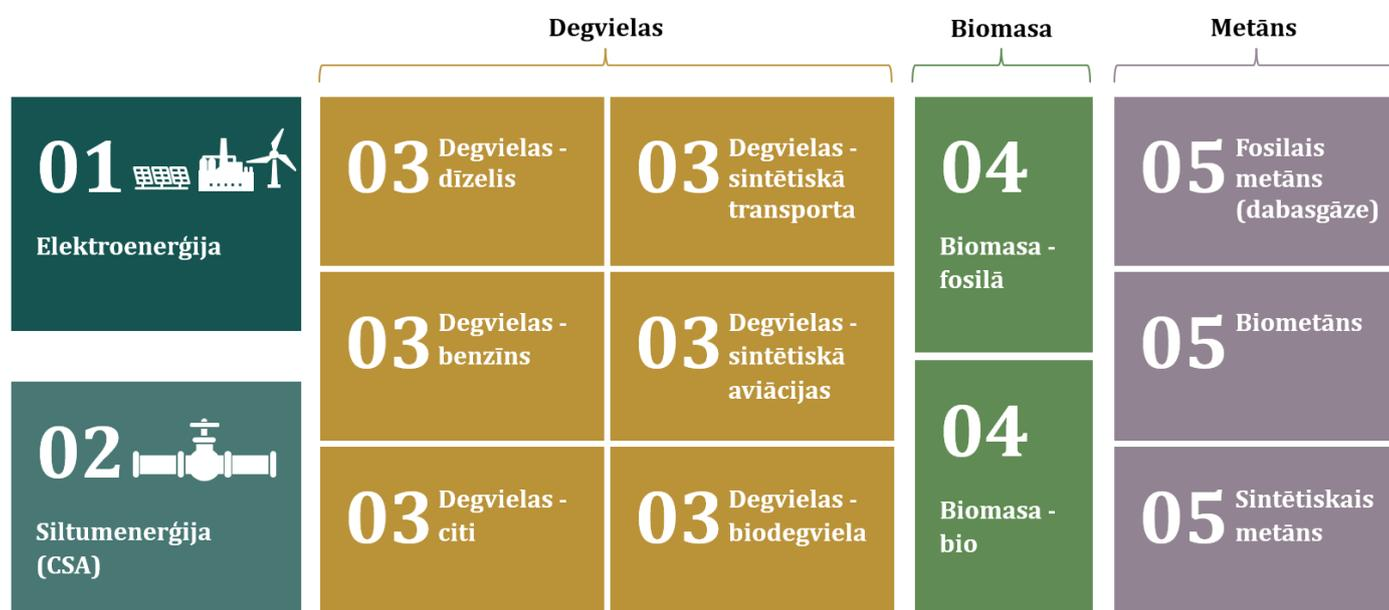 Degvielas
Biomasa
Metāns
01
Elektroenerģija
02
Siltumenerģija
(CSA)
03
Degvielas -
dīzelis
03
Degvielas -
sintētiskā
transporta
03
Degvielas -
benzīns
03
Degvielas -
sintētiskā
aviācijas
03
Degvielas -
citi
03
Degvielas -
biodegviela
04
Biomasa -
fosilā
04
Biomasa -
bio
05
Fosilais
metāns
(dabasgāze)
05
Biometāns
05
Sintētiskais
metāns